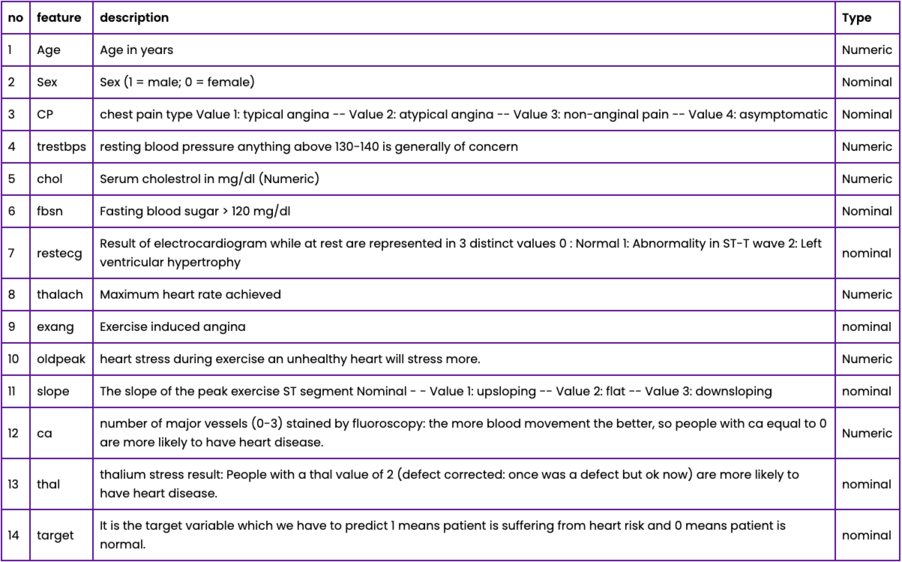 no feature description Type
1 Age Age in years Numeric
2 Sex Sex (1 = male; 0 = female) Nominal
3 CP chest pain type Value 1: typical angina -- Value 2: atypical angina -- Value 3: non-anginal pain -- Value 4: asymptomatic Nominal
4 trestbps resting blood pressure anything above 130-140 is generally of concern Numeric
5 chol Serum cholestrol in mg/dl (Numeric) Numeric
6 fbsn Fasting blood sugar > 120 mg/dl Nominal
7 restecg Result of electrocardiogram while at rest are represented in 3 distinct values 0 : Normal 1: Abnormality in ST-T wave 2: Left
ventricular hypertrophy nominal
8 thalach Maximum heart rate achieved Numeric
9 exang Exercise induced angina nominal
10 oldpeak heart stress during exercise an unhealthy heart will stress more. Numeric
11 slope The slope of the peak exercise ST segment Nominal - - Value 1: upsloping -- Value 2: flat -- Value 3: downsloping nominal
12 ca number of major vessels (0-3) stained by fluoroscopy: the more blood movement the better, so people with ca equal to 0
are more likely to have heart disease. Numeric
13 thal thalium stress result: People with a thal value of 2 (defect corrected: once was a defect but ok now) are more likely to
have heart disease. nominal
14 target It is the target variable which we have to predict 1 means patient is suffering from heart risk and 0 means patient is
normal. nominal